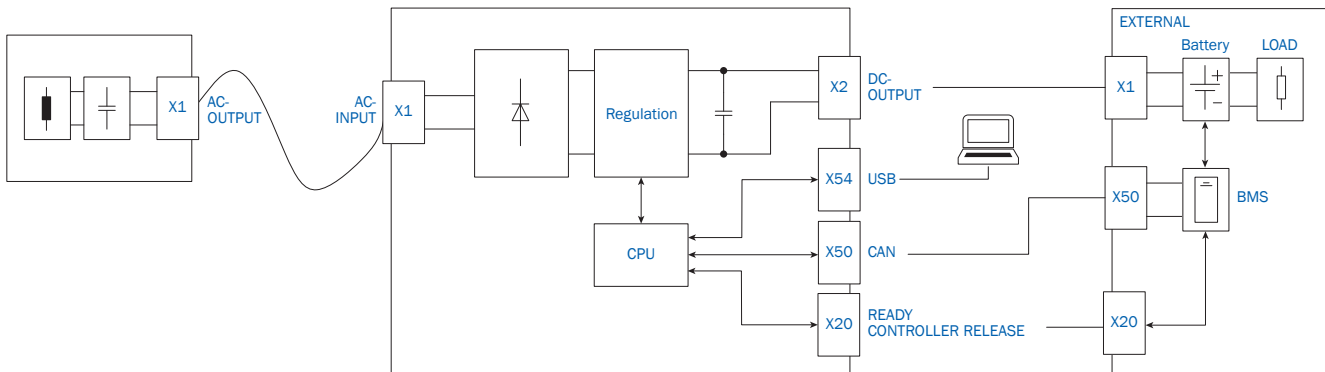 EXTERNAL
Battery
LOAD
X1
AC-
OUTPUT
AC-
INPUT
X1
Regulation
X2
DC-
OUTPUT
X1
+
−
X54
USB
X50
BMS
CPU
X50
CAN
X20
READY
CONTROLLER RELEASE
X20